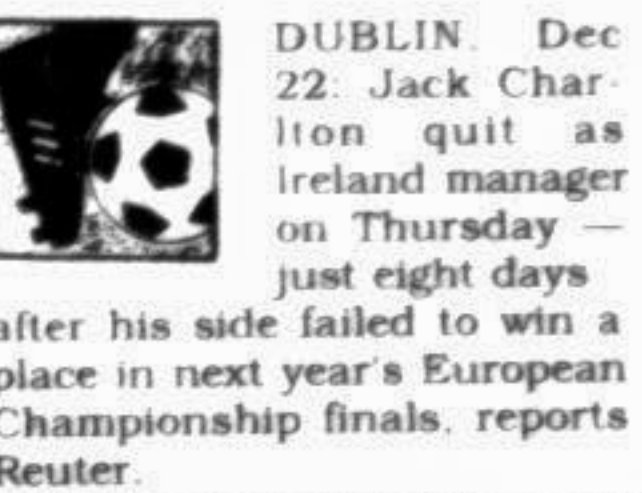 DUBLIN. Dec
22: Jack Char-
lton quit as
Ireland manager
on Thursday —
just eight days
after his side failed to win a
place in next year's European
Championship finals, reports
Reuter.